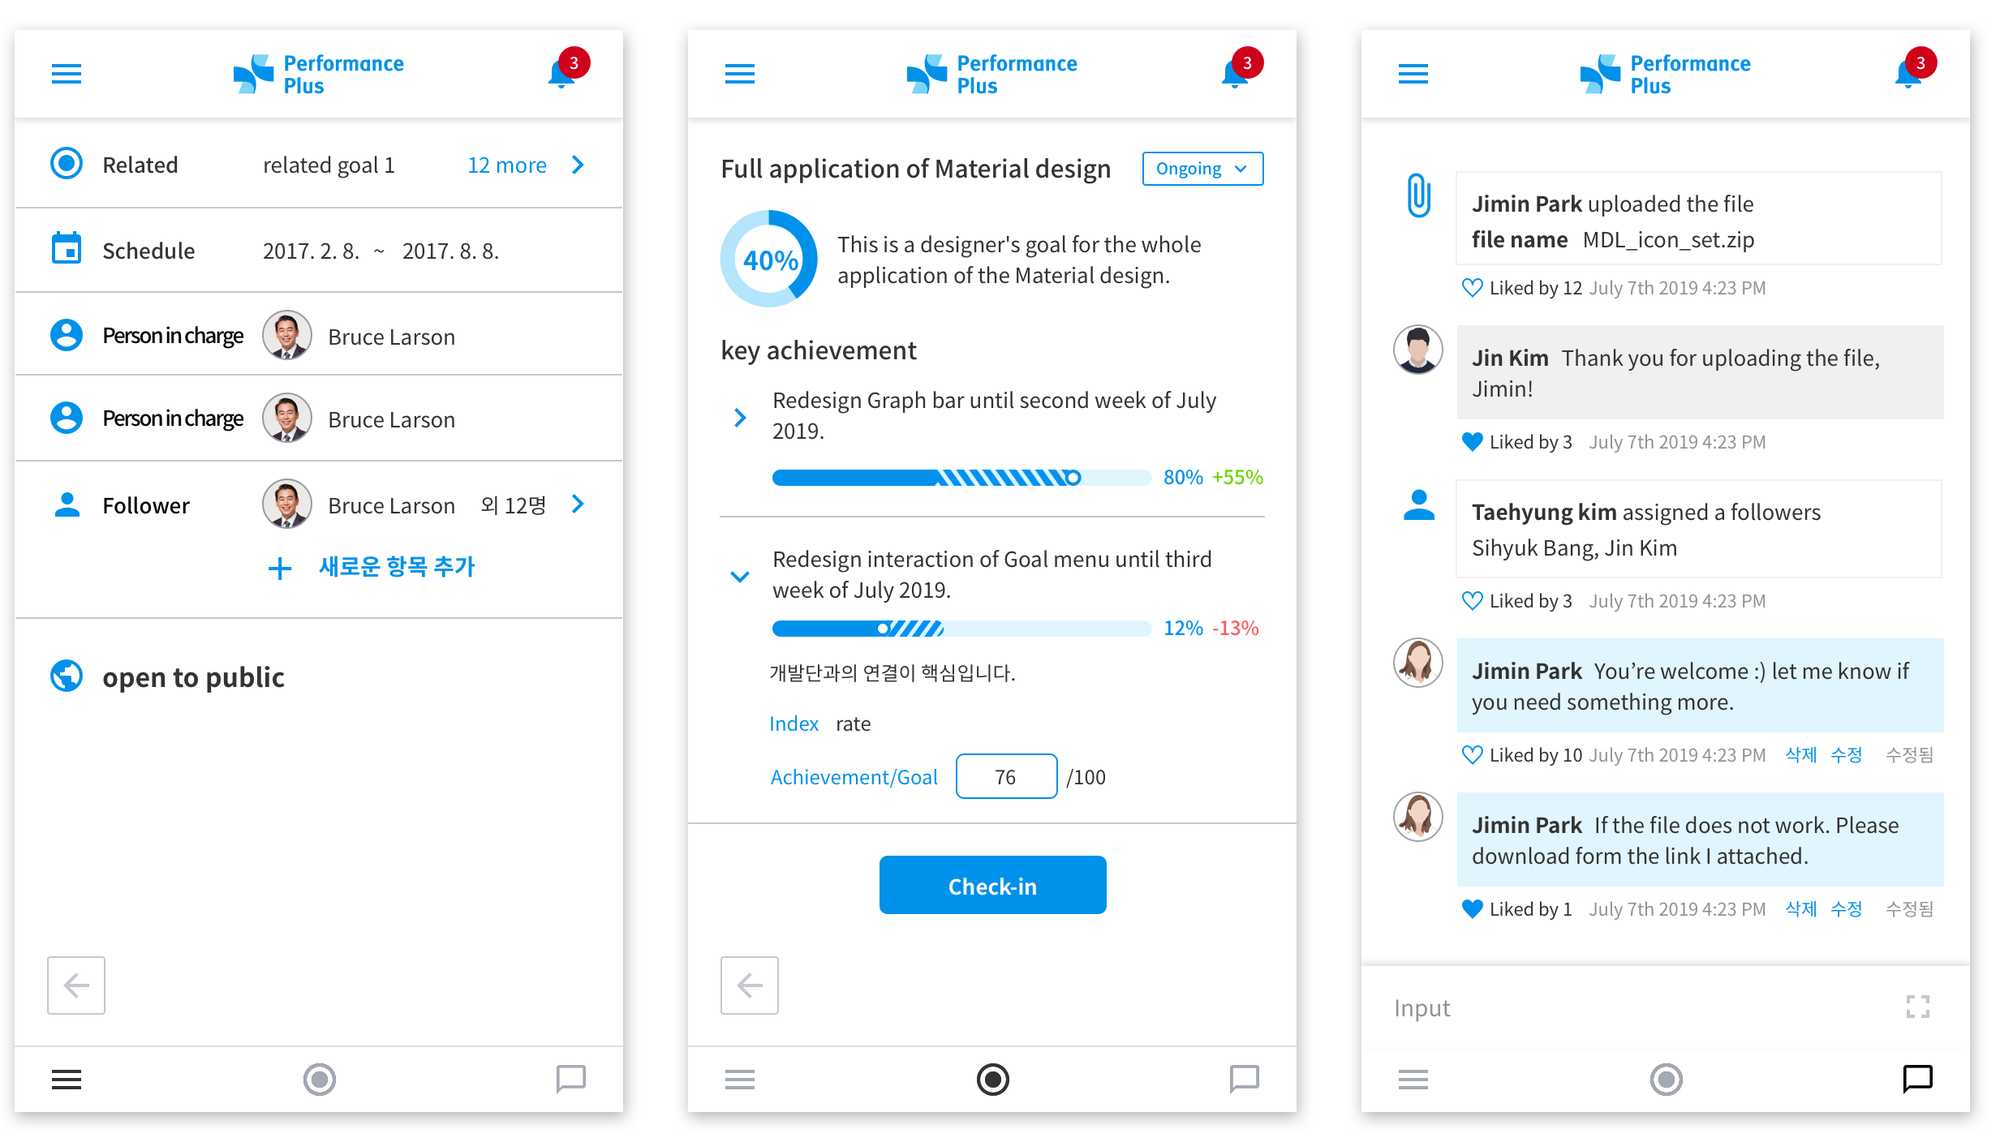 Performance
Plus
3
Related related goal 1 12 more
Schedule 2017. 2. 8. ~ 2017. 8. 8.
Person in charge Bruce Larson
Person in charge Bruce Larson
Follower Bruce Larson 외 12명
새로운 항목 추가
open to public
Performance
Plus
3
Full application of Material design Ongoing
40%
This is a designer's goal for the whole
application of the Material design.
key achievement
Redesign Graph bar until second week of July
2019.
80% +55%
Redesign interaction of Goal menu until third
week of July 2019.
12% -13%
개발단과의 연결이 핵심입니다.
Index rate
Achievement/Goal 76 /100
Check-in
Performance
Plus
3
Jimin Park uploaded the file
file name MDL_icon_set.zip
Liked by 12 July 7th 2019 4:23 PM
Jin Kim Thank you for uploading the file,
Jimin!
Liked by 3 July 7th 2019 4:23 PM
Taehyung kim assigned a followers
Sihyuk Bang, Jin Kim
Liked by 3 July 7th 2019 4:23 PM
Jimin Park You’re welcome :) let me know if
you need something more.
Liked by 10 July 7th 2019 4:23 PM 삭제 수정 수정됨
Jimin Park If the file does not work. Please
download form the link I attached.
Liked by 1 July 7th 2019 4:23 PM 삭제 수정 수정됨
Input